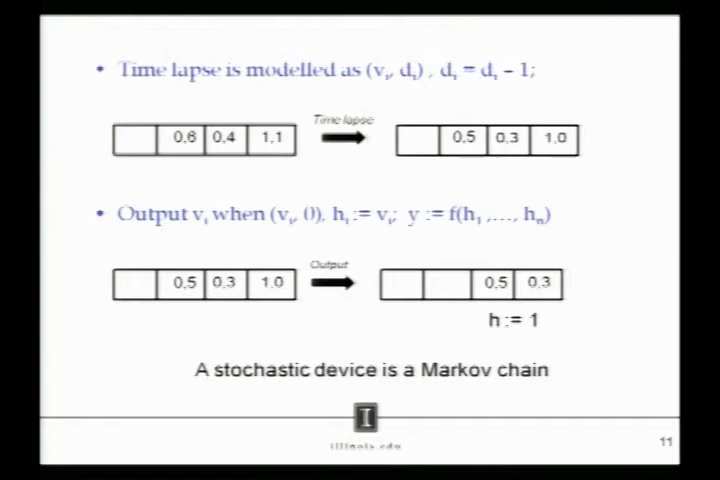 • Time lapse is modelled as (vᵢ, dᵢ) , dᵢ = dᵢ – 1;
Time lapse
0,6 0,4 1,1 0,5 0,3 1,0
• Output vᵢ when (vᵢ, 0), hᵢ := vᵢ; y := f(h₁ ,…, hₙ)
Output
0,5 0,3 1,0 0,5 0,3
h := 1
A stochastic device is a Markov chain
I
illinois.edu
11